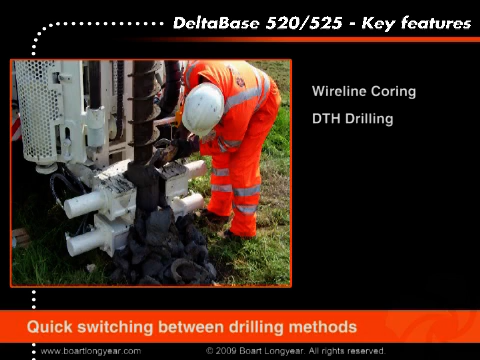 DeltaBase 520/525 - Key features
Wireline Coring
DTH Drilling
Quick switching between drilling methods
www.boartlongyear.com
© 2009 Boart Longyear. All rights reserved.